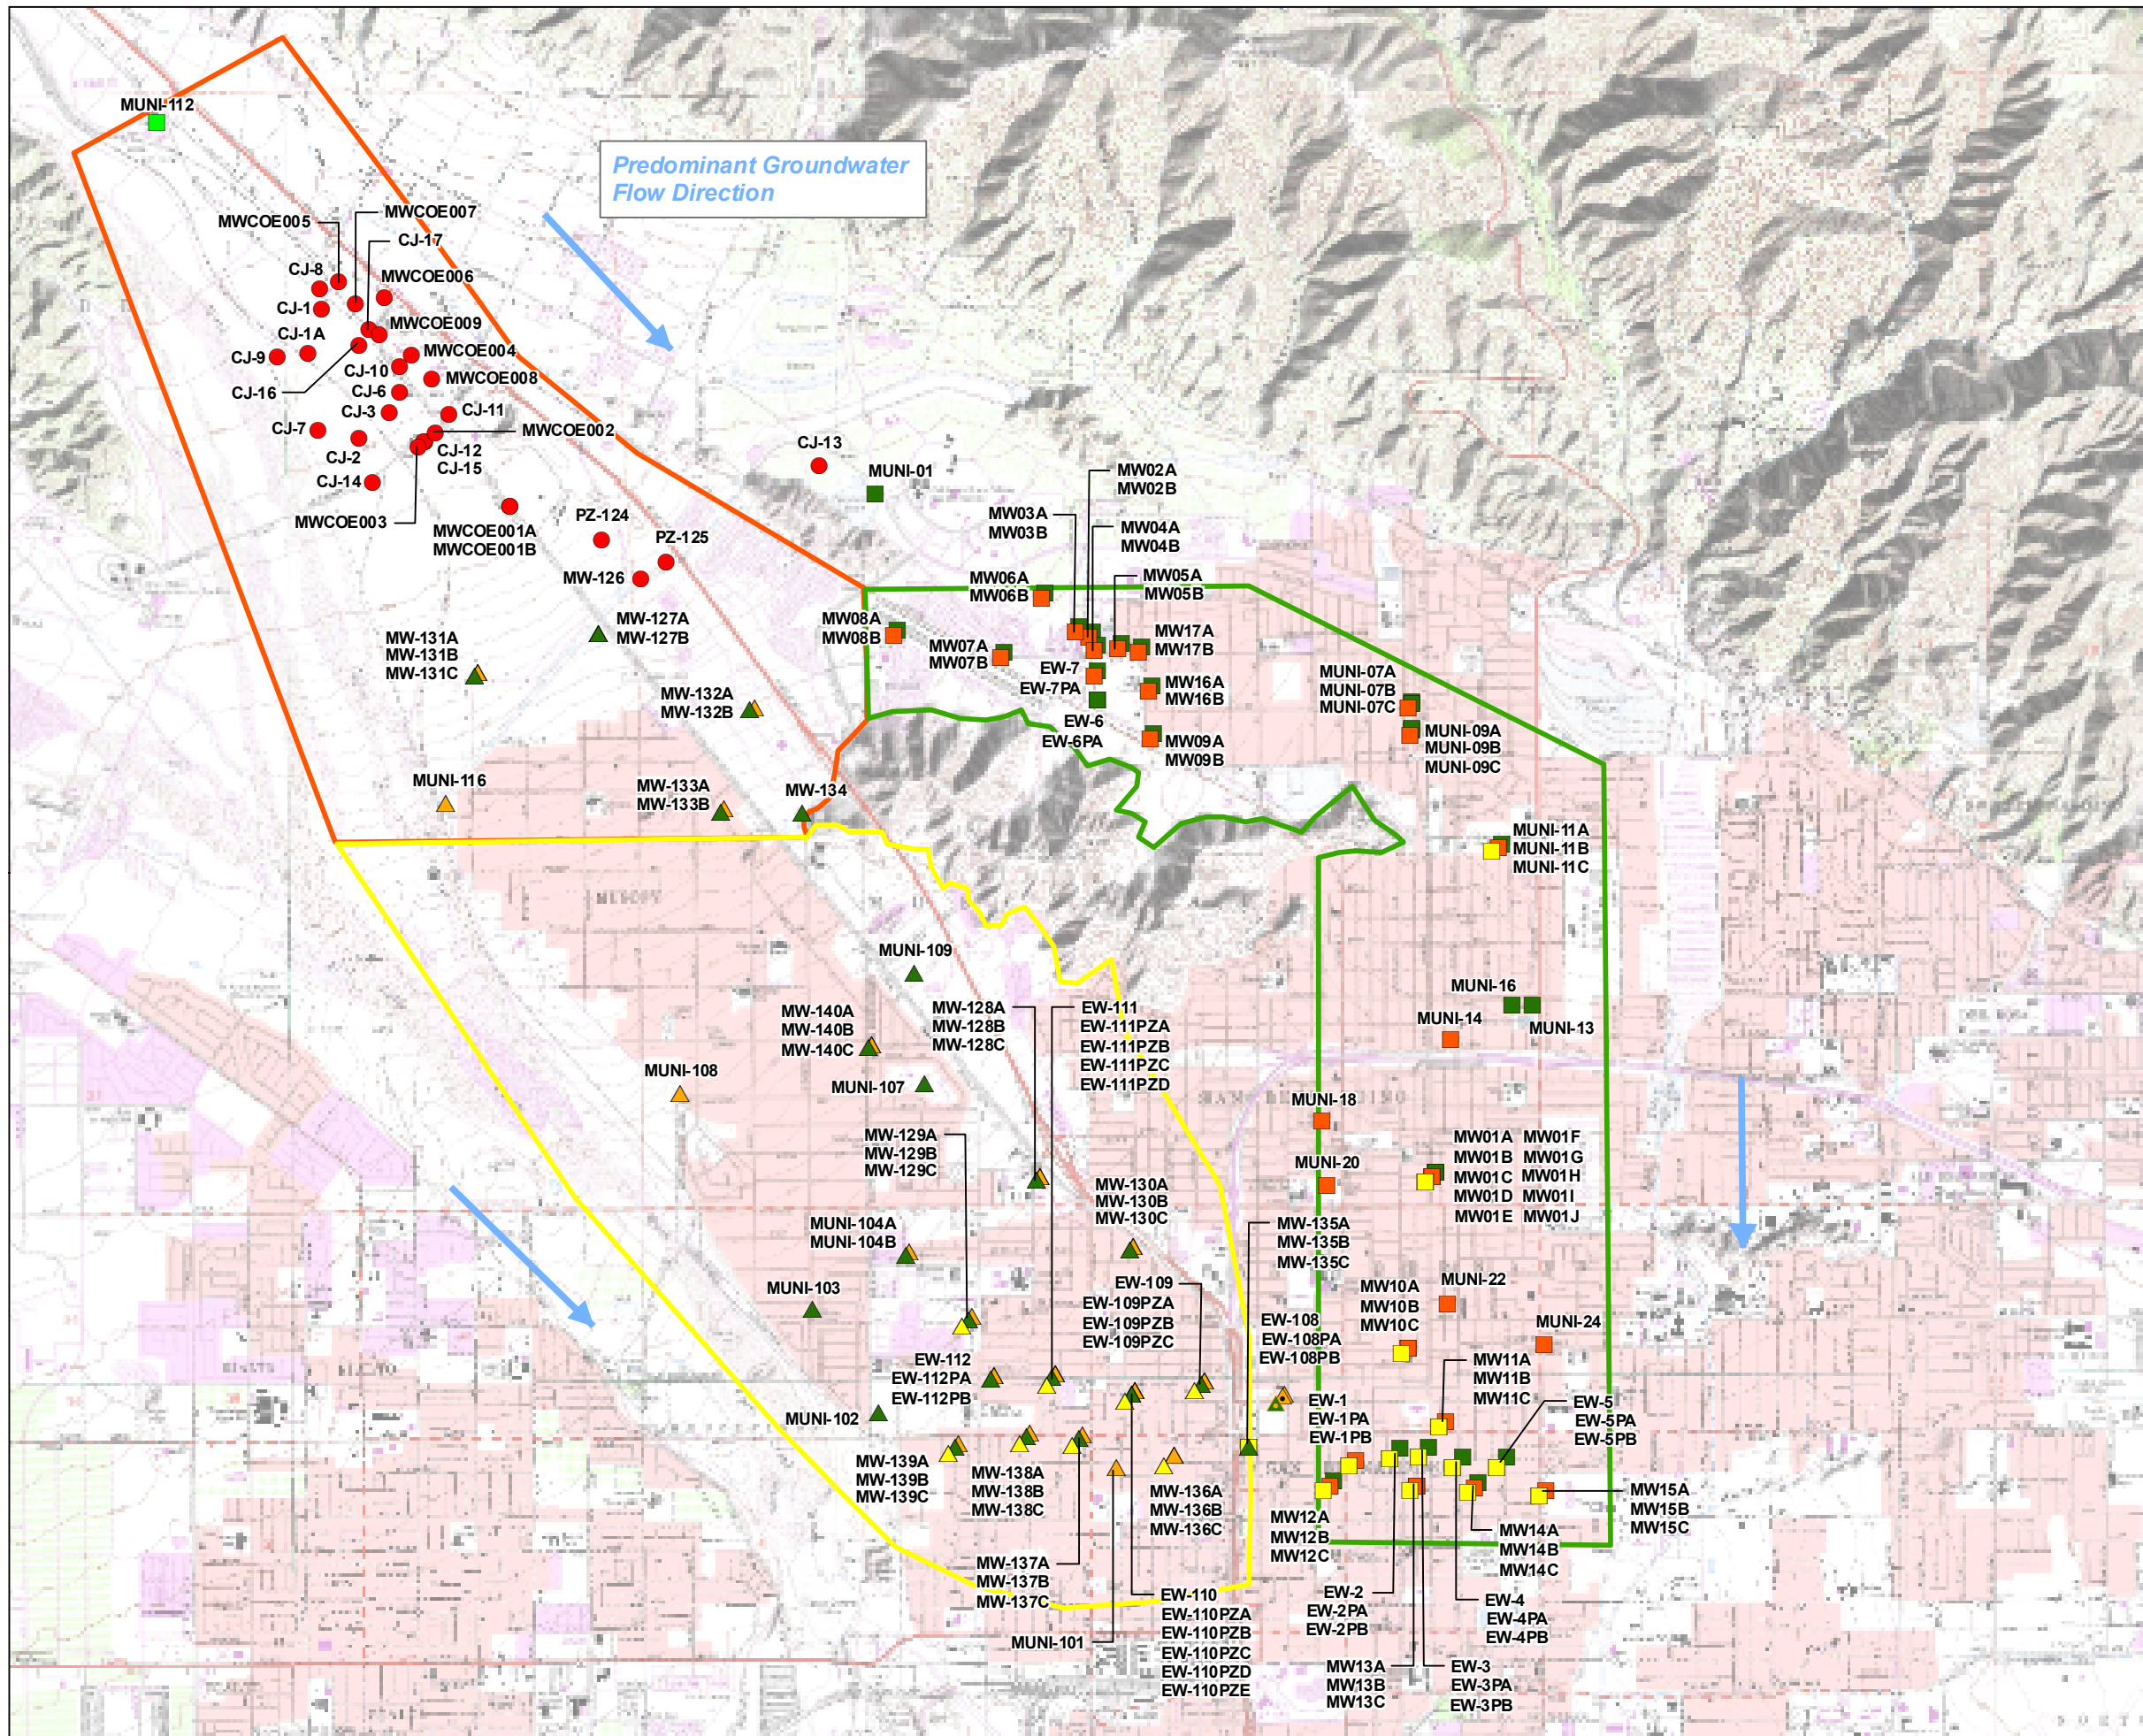 MUNI-112
Predominant Groundwater
Flow Direction
MWCOE007
MWCOE005
CJ-17
CJ-8
MWCOE006
CJ-1
MWCOE009
CJ-1A
MWCOE004
CJ-9
CJ-10
MWCOE008
CJ-16
CJ-6
CJ-3
CJ-11
CJ-7
MWCOE002
CJ-2
CJ-12
CJ-15
CJ-14
MWCOE003
MWCOE001A
MWCOE001B
CJ-13
MUNI-01
PZ-124
PZ-125
MW-126
MW02A
MW02B
MW03A
MW03B
MW04A
MW04B
MW06A
MW06B
MW05A
MW05B
MW-127A
MW-127B
MW08A
MW08B
MW07A
MW07B
MW17A
MW17B
MW-131A
MW-131B
MW-131C
EW-7
EW-7PA
MW16A
MW16B
MUNI-07A
MUNI-07B
MUNI-07C
MW-132A
MW-132B
EW-6
EW-6PA
MW09A
MW09B
MUNI-09A
MUNI-09B
MUNI-09C
MUNI-116
MW-133A
MW-133B
MW-134
MUNI-11A
MUNI-11B
MUNI-11C
MUSCOY
MUNI-109
MW-140A
MW-140B
MW-140C
MW-128A
MW-128B
MW-128C
EW-111
EW-111PZA
EW-111PZB
EW-111PZC
EW-111PZD
MUNI-16
MUNI-14
MUNI-13
MUNI-108
MUNI-107
MUNI-18
MW-129A
MW-129B
MW-129C
MUNI-20
MW01A MW01F
MW01B MW01G
MW01C MW01H
MW01D MW01I
MW01E MW01J
MW-130A
MW-130B
MW-130C
MUNI-104A
MUNI-104B
MW-135A
MW-135B
MW-135C
MUNI-103
EW-109
EW-109PZA
EW-109PZB
EW-109PZC
EW-108
EW-108PA
EW-108PB
MW10A
MW10B
MW10C
MUNI-22
MUNI-24
EW-112
EW-112PA
EW-112PB
MW11A
MW11B
MW11C
MUNI-102
EW-1
EW-1PA
EW-1PB
EW-5
EW-5PA
EW-5PB
MW-139A
MW-139B
MW-139C
MW-138A
MW-138B
MW-138C
MW-136A
MW-136B
MW-136C
MW12A
MW12B
MW12C
MW15A
MW15B
MW15C
MW14A
MW14B
MW14C
MW-137A
MW-137B
MW-137C
EW-110
EW-110PZA
EW-110PZB
EW-110PZC
EW-110PZD
EW-110PZE
MUNI-101
EW-2
EW-2PA
EW-2PB
EW-4
EW-4PA
EW-4PB
MW13A
MW13B
MW13C
EW-3
EW-3PA
EW-3PB